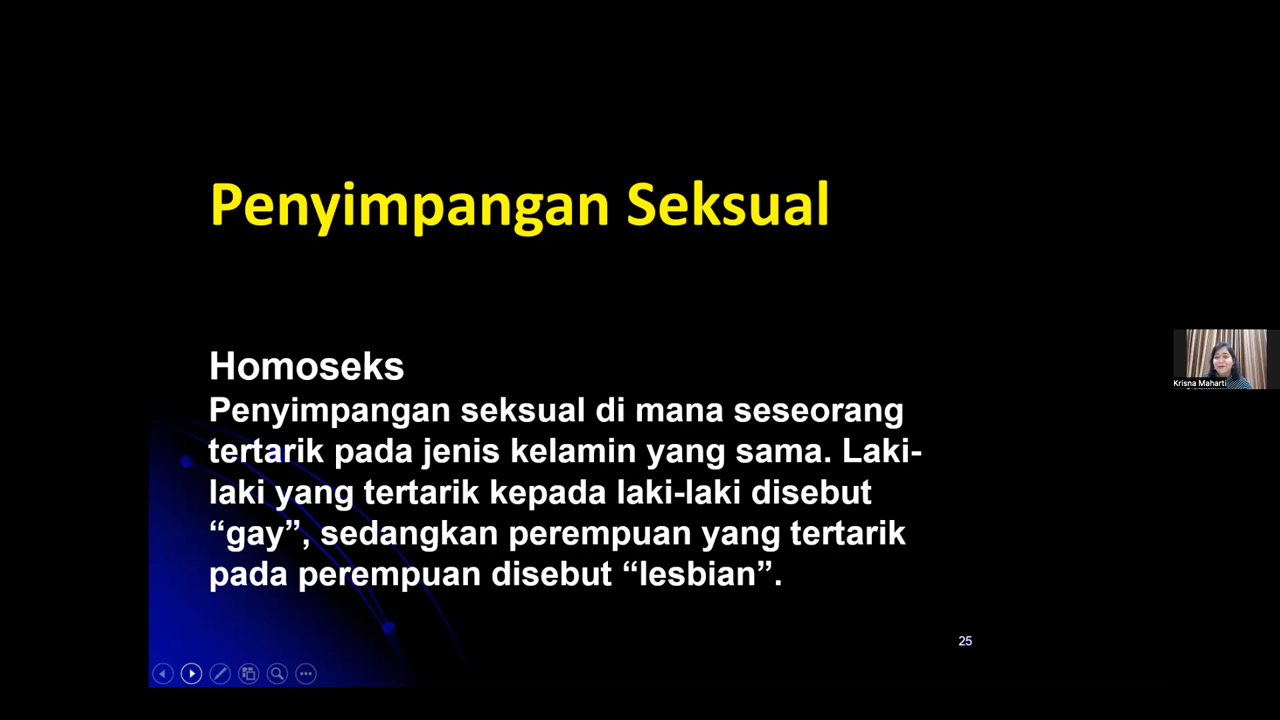 Penyimpangan Seksual
Homoseks
Penyimpangan seksual di mana seseorang
tertarik pada jenis kelamin yang sama. Laki-
laki yang tertarik kepada laki-laki disebut
“gay”, sedangkan perempuan yang tertarik
pada perempuan disebut “lesbian”.
Krisna Maharti
25